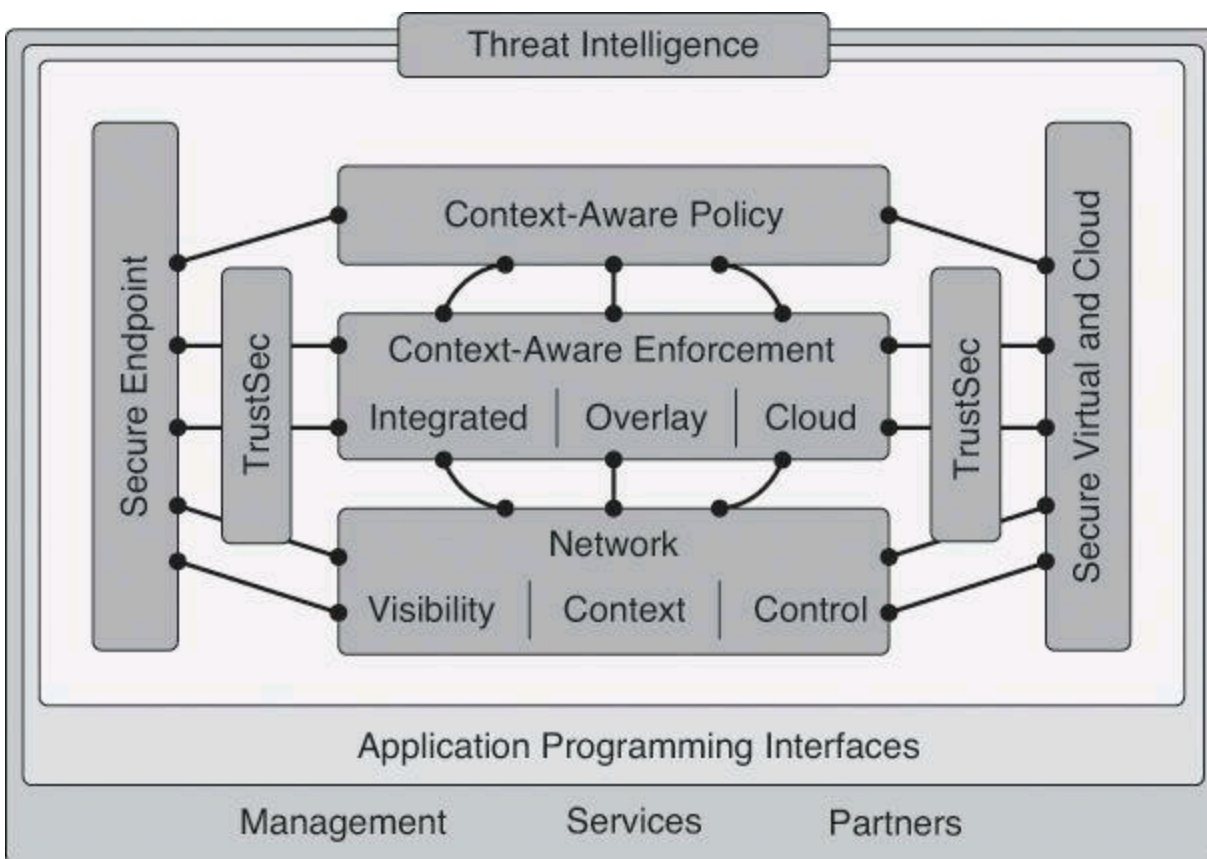 Threat Intelligence
Context-Aware Policy
Secure Endpoint
TrustSec
Context-Aware Enforcement
Integrated Overlay Cloud
TrustSec
Secure Virtual and Cloud
Network
Visibility Context Control
Application Programming Interfaces
Management Services Partners